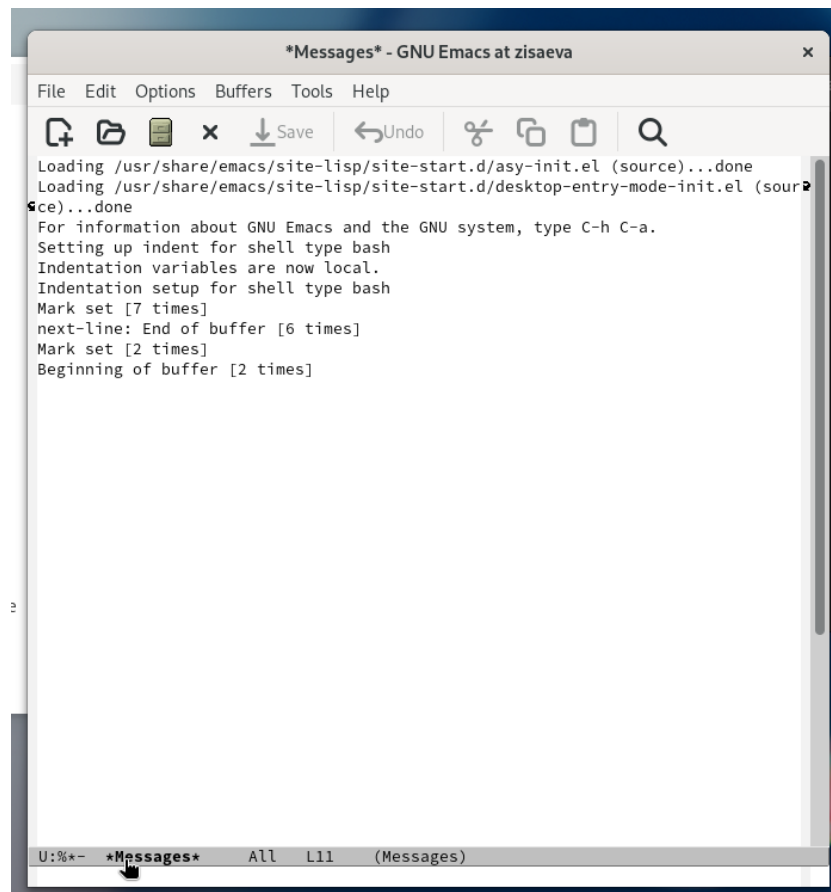 *Messages* - GNU Emacs at zisaeva
File Edit Options Buffers Tools Help
Save Undo
Loading /usr/share/emacs/site-lisp/site-start.d/asy-init.el (source)...done
Loading /usr/share/emacs/site-lisp/site-start.d/desktop-entry-mode-init.el (sour
ce)...done
For information about GNU Emacs and the GNU system, type C-h C-a.
Setting up indent for shell type bash
Indentation variables are now local.
Indentation setup for shell type bash
Mark set [7 times]
next-line: End of buffer [6 times]
Mark set [2 times]
Beginning of buffer [2 times]
U:%*- *Messages* All L11 (Messages)